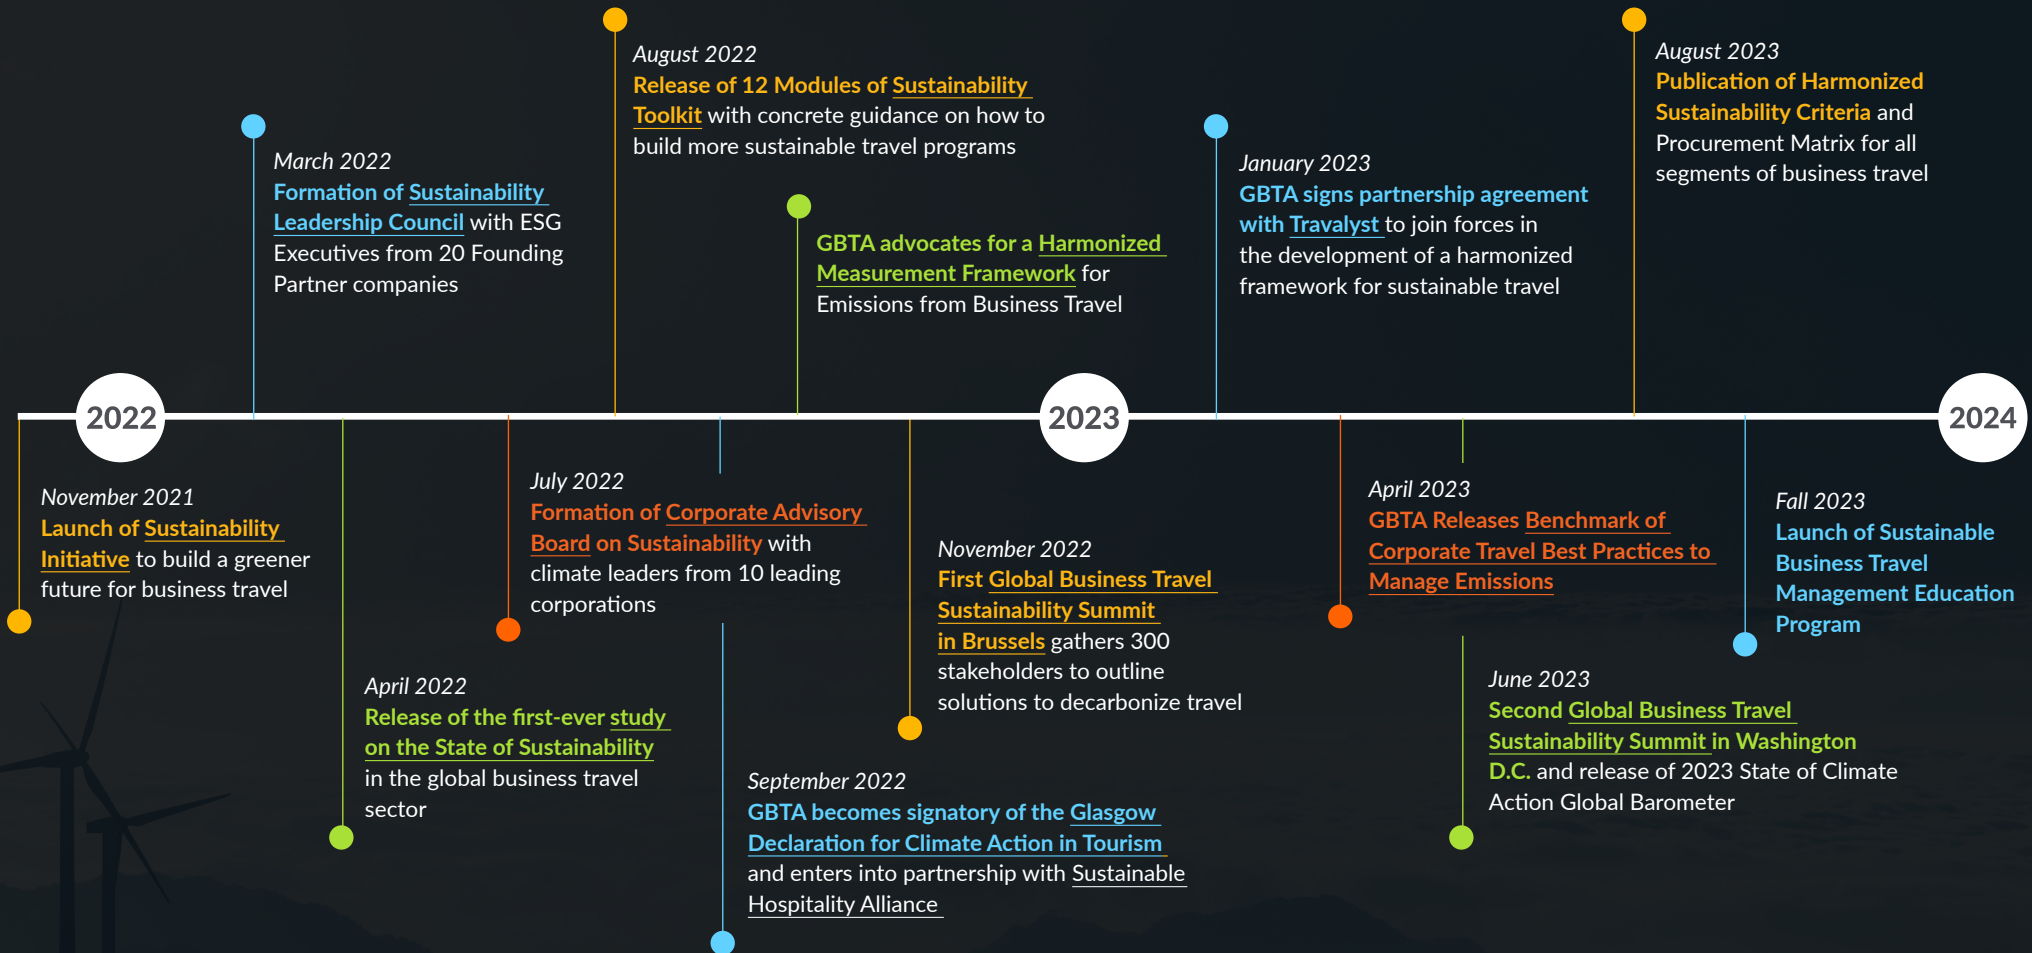 August 2022
Release of 12 Modules of Sustainability
Toolkit with concrete guidance on how to
build more sustainable travel programs
August 2023
Publication of Harmonized
Sustainability Criteria and
Procurement Matrix for all
segments of business travel
March 2022
Formation of Sustainability
Leadership Council with ESG
Executives from 20 Founding
Partner companies
GBTA advocates for a Harmonized
Measurement Framework for
Emissions from Business Travel
January 2023
GBTA signs partnership agreement
with Travalyst to join forces in
the development of a harmonized
framework for sustainable travel
2022
2023
2024
November 2021
Launch of Sustainability
Initiative to build a greener
future for business travel
July 2022
Formation of Corporate Advisory
Board on Sustainability with
climate leaders from 10 leading
corporations
November 2022
First Global Business Travel
Sustainability Summit
in Brussels gathers 300
stakeholders to outline
solutions to decarbonize travel
April 2023
GBTA Releases Benchmark of
Corporate Travel Best Practices to
Manage Emissions
Fall 2023
Launch of Sustainable
Business Travel
Management Education
Program
April 2022
Release of the first-ever study
on the State of Sustainability
in the global business travel
sector
September 2022
GBTA becomes signatory of the Glasgow
Declaration for Climate Action in Tourism
and enters into partnership with Sustainable
Hospitality Alliance
June 2023
Second Global Business Travel
Sustainability Summit in Washington
D.C. and release of 2023 State of Climate
Action Global Barometer